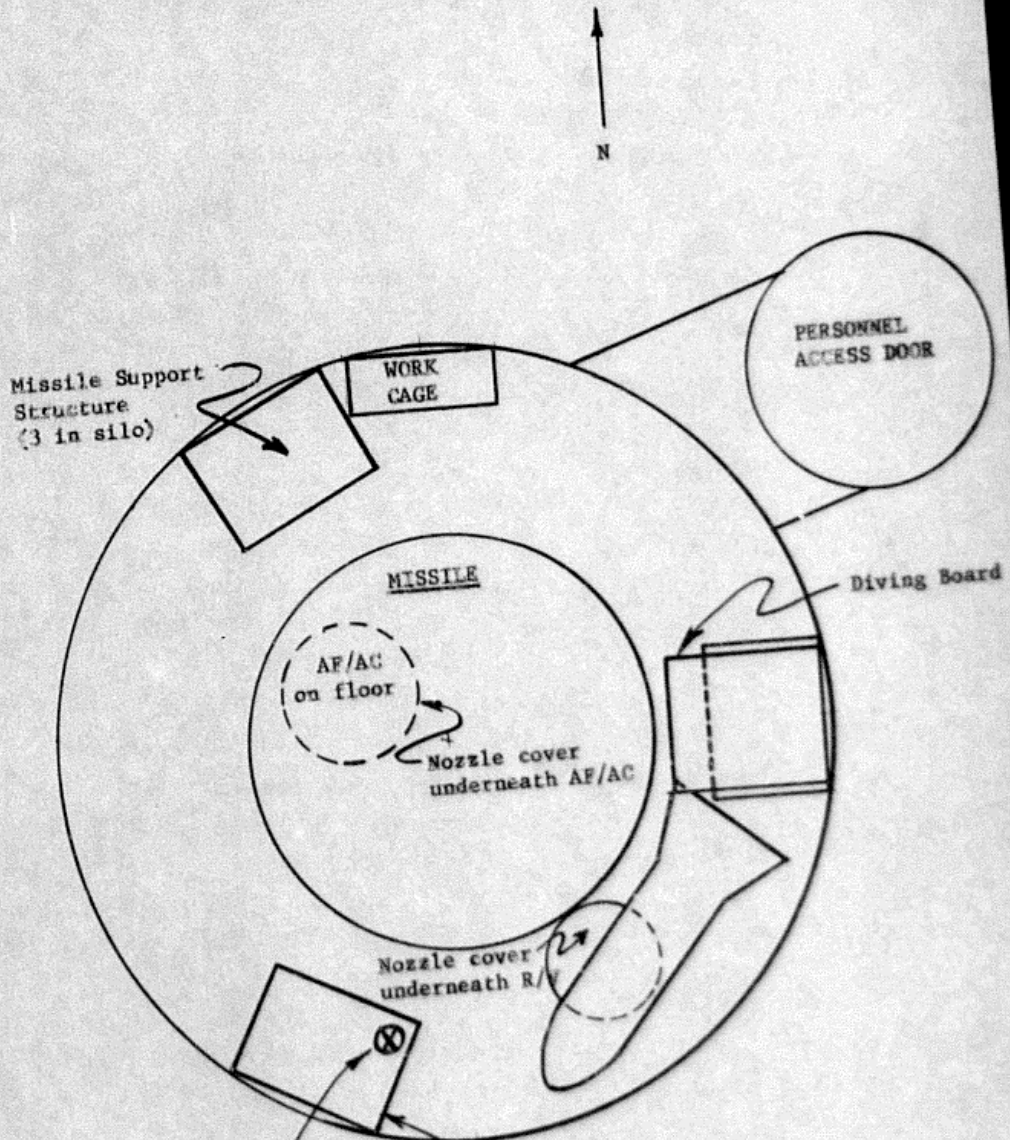 N
PERSONNEL
ACCESS DOOR
WORK
CAGE
Missile Support
Structure
(3 in silo)
MISSILE
Diving Board
AF/AC
on floor
Nozzle cover
underneath AF/AC
Nozzle cover
underneath R/V
X